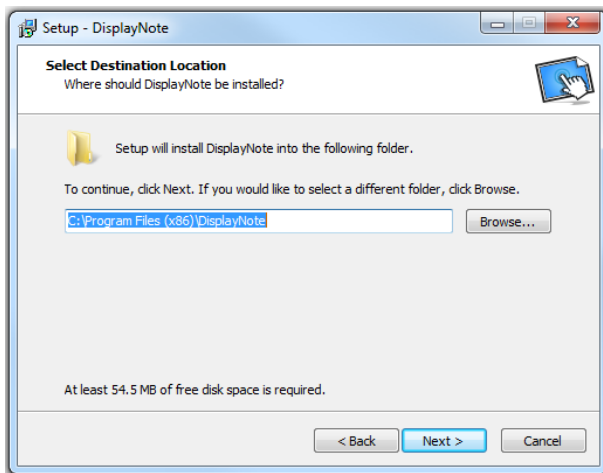 Setup - DisplayNote
Select Destination Location
Where should DisplayNote be installed?
Setup will install DisplayNote into the following folder.
To continue, click Next. If you would like to select a different folder, click Browse.
C:\Program Files (x86)\DisplayNote
Browse...
At least 54.5 MB of free disk space is required.
< Back
Next >
Cancel